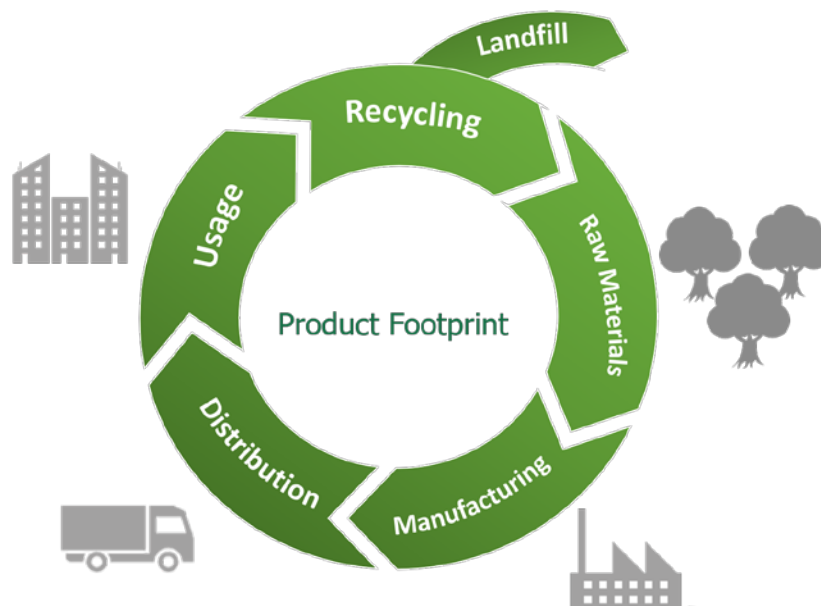 Landfill
Recycling
Raw Materials
Manufacturing
Distribution
Usage
Product Footprint